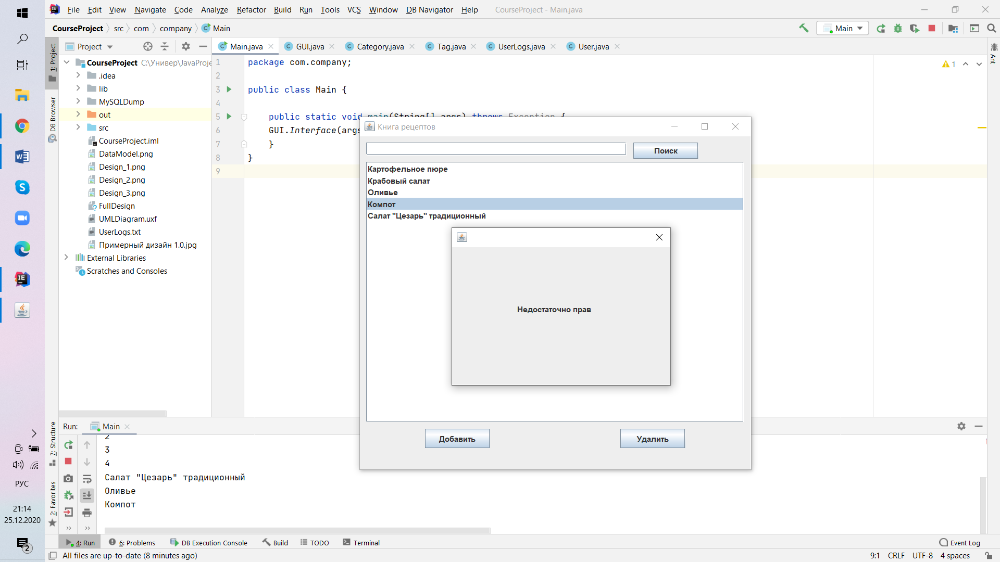 File Edit View Navigate Code Analyze Refactor Build Run Tools VCS Window DB Navigator Help CourseProject - Main.java
CourseProject src com company Main
Main
1: Project
DB Browser
7: Structure
2: Favorites
Ant
Project
CourseProject C:\Универ\JavaProje
.idea
lib
MySQLDump
out
src
CourseProject.iml
DataModel.png
Design_1.png
Design_2.png
Design_3.png
FullDesign
UMLDiagram.uxf
UserLogs.txt
Примерный дизайн 1.0.jpg
External Libraries
Scratches and Consoles
Main.java GUI.java Category.java Tag.java UserLogs.java User.java
1 package com.company;
2
3 public class Main {
4
5 public static void main(String[] args) throws Exception {
6 GUI.Interface(args
7 }
8 }
9
1
Книга рецептов
Поиск
Картофельное пюре
Крабовый салат
Оливье
Компот
Салат "Цезарь" традиционный
Недостаточно прав
Добавить Удалить
Run: Main
2
3
4
Салат "Цезарь" традиционный
Оливье
Компот
4: Run 6: Problems DB Execution Console Build TODO Terminal Event Log
All files are up-to-date (8 minutes ago) 9:1 CRLF UTF-8 4 spaces
РУС
21:14
25.12.2020
2